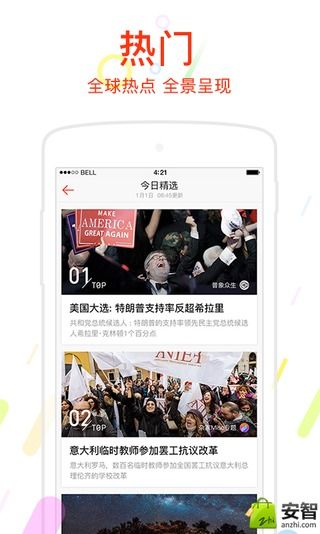 热门
全球热点 全景呈现
BELL
4:21
今日精选
1月1日 06:45更新
MAKE
AMERICA
GREAT AGAIN
01 TOP
普象众生
美国大选: 特朗普支持率反超希拉里
共和党总统候选人：特朗普的支持率领先民主党总统候选
人希拉里·克林顿1个百分点
02 TOP
意大利临时教师参加罢工抗议改革
意大利罗马，数百名临时教师参加全国罢工抗议意大利总
理伦齐的学校改革
安智
zhi
anzhi.com